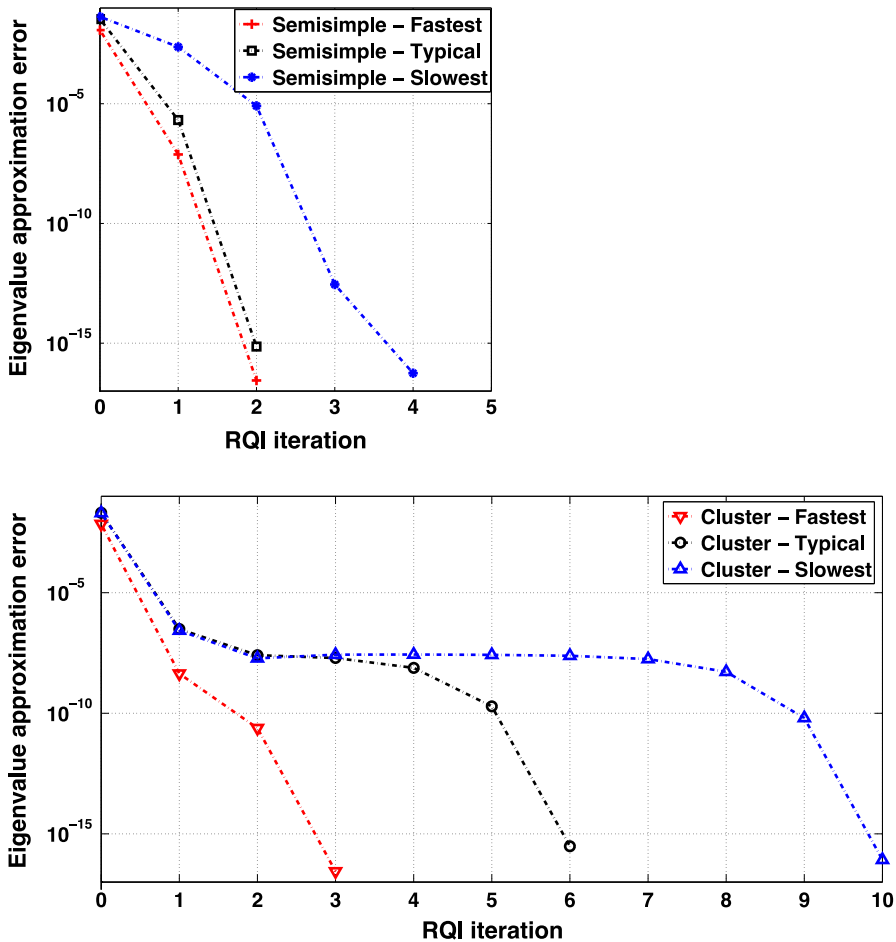 Semisimple – Fastest
Semisimple – Typical
Semisimple – Slowest
Eigenvalue approximation error
10^-5
10^-10
10^-15
0 1 2 3 4 5
RQI iteration
Cluster – Fastest
Cluster – Typical
Cluster – Slowest
Eigenvalue approximation error
10^-5
10^-10
10^-15
0 1 2 3 4 5 6 7 8 9 10
RQI iteration